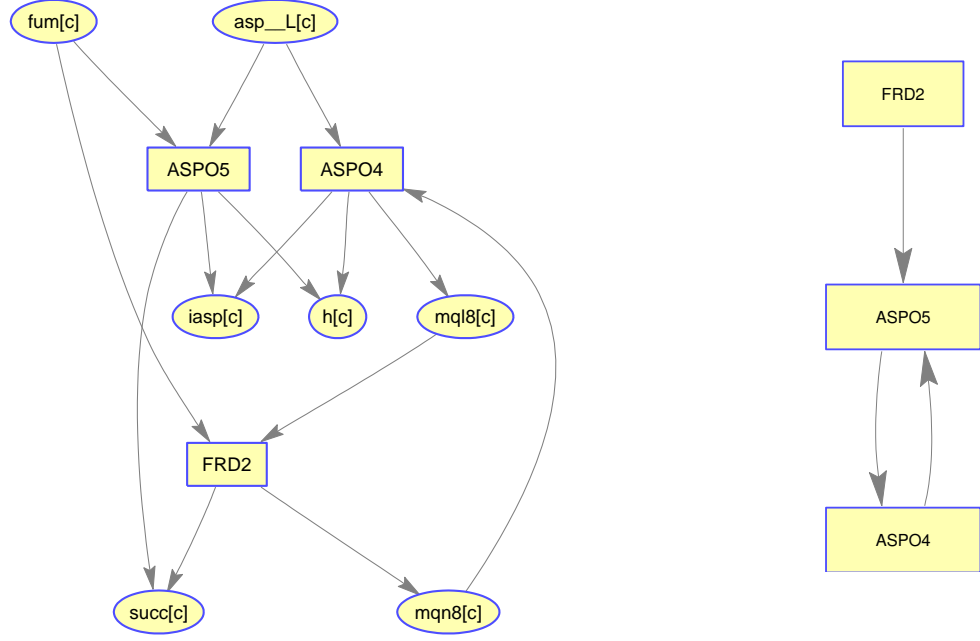 fum[c]
asp__L[c]
ASPO5
ASPO4
iasp[c]
h[c]
mql8[c]
FRD2
succ[c]
mqn8[c]
FRD2
ASPO5
ASPO4